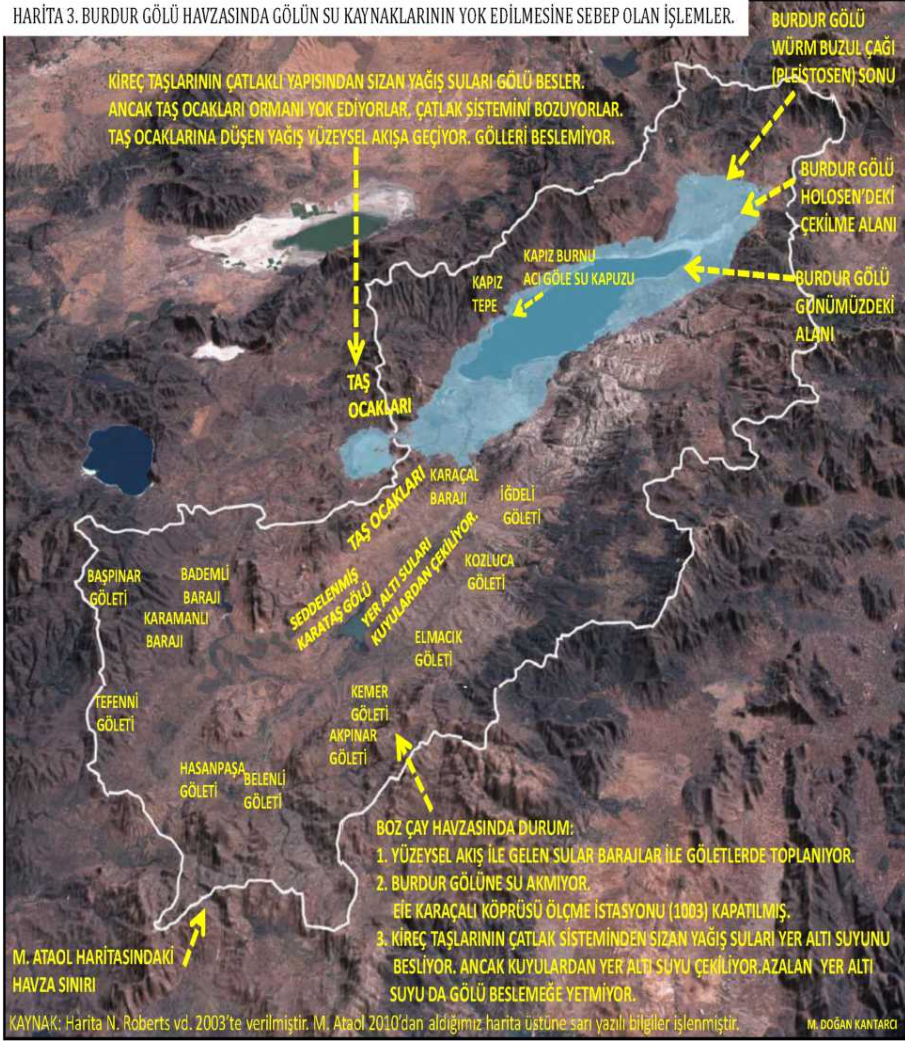 HARİTA 3. BURDUR GÖLÜ HAVZASINDA GÖLÜN SU KAYNAKLARININ YOK EDİLMESİNE SEBEP OLAN İŞLEMLER.
BURDUR GÖLÜ
WÜRM BUZUL ÇAĞI
(PLEİSTOSEN) SONU
KİREÇ TAŞLARININ ÇATLAKLI YAPISINDAN SIZAN YAĞIŞ SULARI GÖLÜ BESLER.
ANCAK TAŞ OCAKLARI ORMANI YOK EDİYORLAR, ÇATLAK SİSTEMİNİ BOZUYORLAR.
TAŞ OCAKLARINA DÜŞEN YAĞIŞ YÜZEYSEL AKIŞA GEÇİYOR. GÖLLERİ BESLEMİYOR.
BURDUR GÖLÜ
HOLOSEN'DEKİ
ÇEKİLME ALANI
KAPIZ BURNU
ACI GÖLE SU KAPUZU
KAPIZ
TEPE
BURDUR GÖLÜ
GÜNÜMÜZDEKİ
ALANI
TAŞ
OCAKLARI
TAŞ OCAKLARI
KARAÇAL
BARAJI
İĞDELİ
GÖLETİ
KOZLUCA
GÖLETİ
YER ALTI SULARI
KUYULARDAN ÇEKİLİYOR.
SEDDELENMİŞ
KARATAŞ GÖLÜ
BAŞPINAR
GÖLETİ
BADEMLİ
BARAJI
KARAMANLI
BARAJI
ELMACIK
GÖLETİ
TEFENNİ
GÖLETİ
KEMER
GÖLETİ
AKPINAR
GÖLETİ
HASANPAŞA
GÖLETİ
BELENLİ
GÖLETİ
BOZ ÇAY HAVZASINDA DURUM:
1. YÜZEYSEL AKIŞ İLE GELEN SULAR BARAJLAR İLE GÖLETLERDE TOPLANIYOR.
2. BURDUR GÖLÜNE SU AKMIYOR.
EİE KARAÇALI KÖPRÜSÜ ÖLÇME İSTASYONU (1003) KAPATILMIŞ.
3. KİREÇ TAŞLARININ ÇATLAK SİSTEMİNDEN SIZAN YAĞIŞ SULARI YER ALTI SUYUNU
BESLİYOR. ANCAK KUYULARDAN YER ALTI SUYU ÇEKİLİYOR.AZALAN YER ALTI
SUYU DA GÖLÜ BESLEMEĞE YETMİYOR.
M. ATAOL HARİTASINDAKİ
HAVZA SINIRI
KAYNAK: Harita N. Roberts vd. 2003'te verilmiştir. M. Ataol 2010'dan aldığımız harita üstüne sarı yazılı bilgiler işlenmiştir.
M. DOĞAN KANTARCI